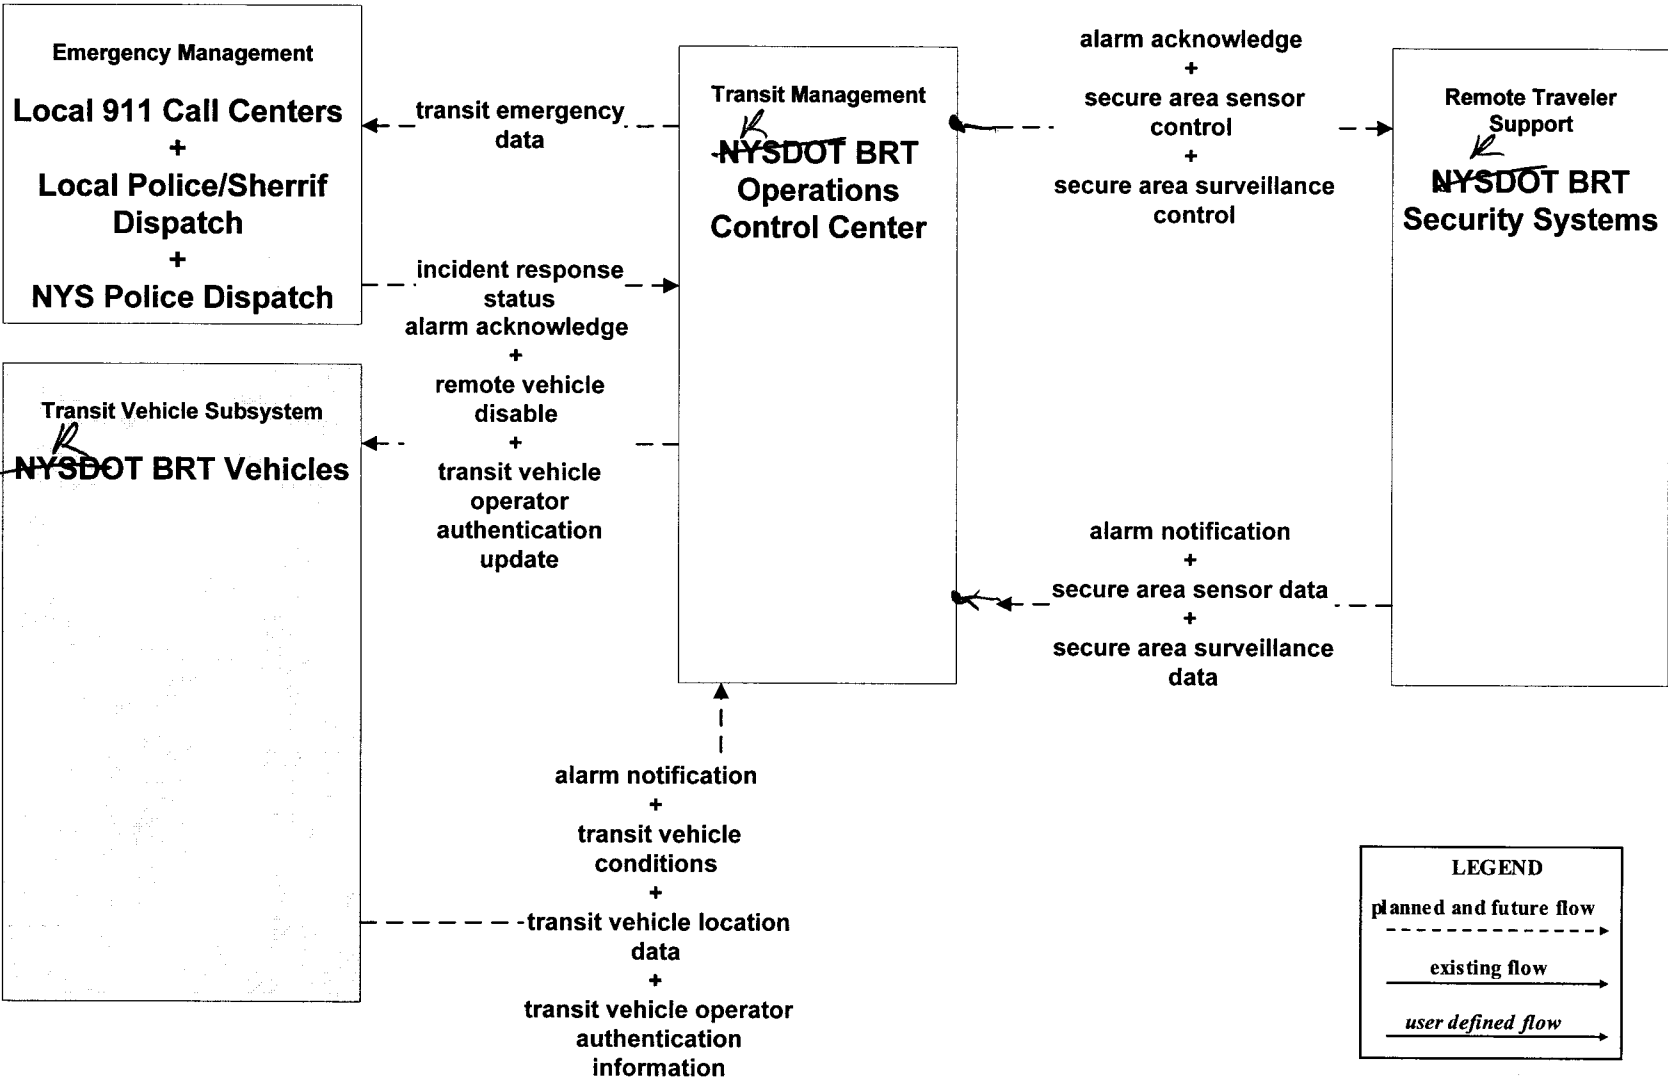 Emergency Management
Local 911 Call Centers
+
Local Police/Sherrif
Dispatch
+
NYS Police Dispatch
transit emergency
data
incident response
status
Transit Management
R
NYSDOT BRT
Operations
Control Center
alarm acknowledge
+
secure area sensor
control
+
secure area surveillance
control
Remote Traveler
Support
R
NYSDOT BRT
Security Systems
Transit Vehicle Subsystem
R
NYSDOT BRT Vehicles
alarm acknowledge
+
remote vehicle
disable
+
transit vehicle
operator
authentication
update
alarm notification
+
secure area sensor data
+
secure area surveillance
data
alarm notification
+
transit vehicle
conditions
+
transit vehicle location
data
+
transit vehicle operator
authentication
information
LEGEND
planned and future flow
existing flow
user defined flow